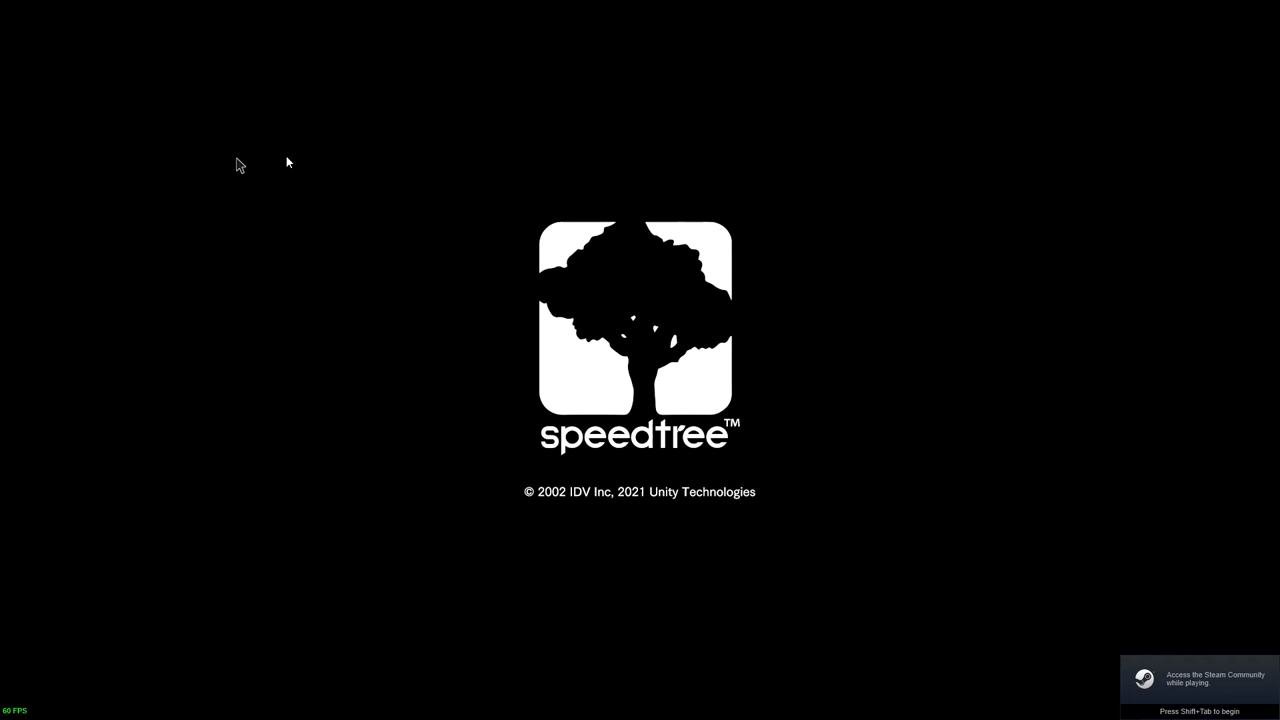 speedtree™
© 2002 IDV Inc, 2021 Unity Technologies
Access the Steam Community
while playing.
Press Shift+Tab to begin
60 FPS